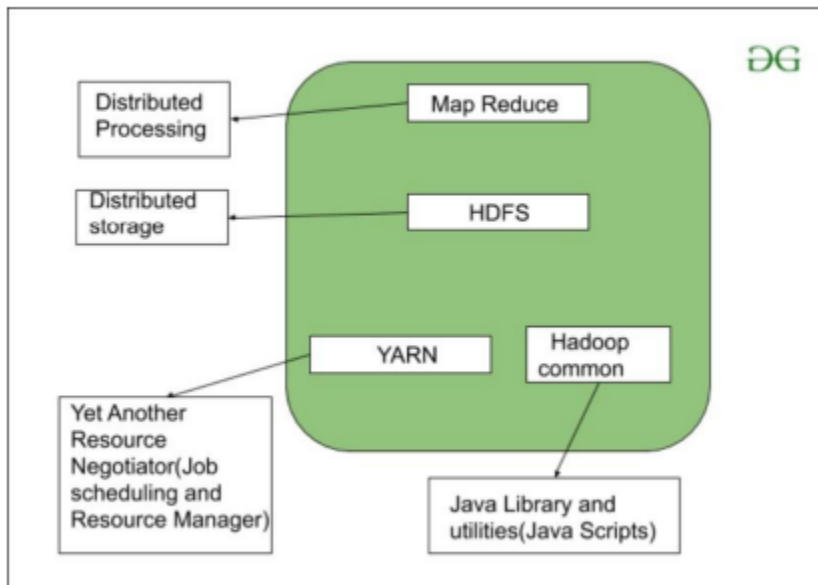 Distributed
Processing
Map Reduce
Distributed
storage
HDFS
YARN
Hadoop
common
Yet Another
Resource
Negotiator(Job
scheduling and
Resource Manager)
Java Library and
utilities(Java Scripts)